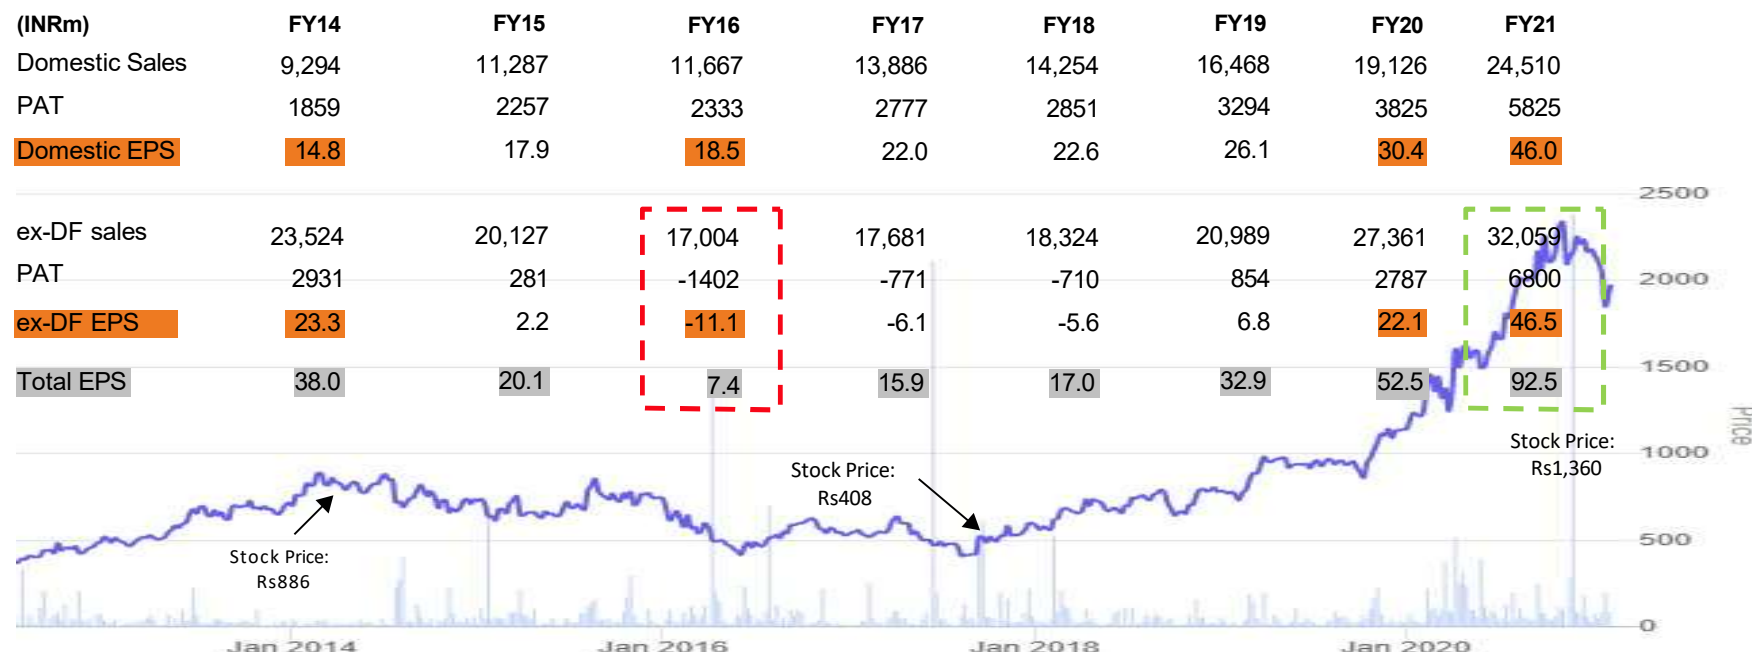 (INRm) FY14 FY15 FY16 FY17 FY18 FY19 FY20 FY21
Domestic Sales 9,294 11,287 11,667 13,886 14,254 16,468 19,126 24,510
PAT 1859 2257 2333 2777 2851 3294 3825 5825
Domestic EPS 14.8 17.9 18.5 22.0 22.6 26.1 30.4 46.0
2500
ex-DF sales 23,524 20,127 17,004 17,681 18,324 20,989 27,361 32,059
PAT 2931 281 -1402 -771 -710 854 2787 6800
2000
ex-DF EPS 23.3 2.2 -11.1 -6.1 -5.6 6.8 22.1 46.5
1500
Total EPS 38.0 20.1 7.4 15.9 17.0 32.9 52.5 92.5
Price
Stock Price:
Rs1,360
1000
Stock Price:
Rs408
500
Stock Price:
Rs886
0
Jan 2014 Jan 2016 Jan 2018 Jan 2020